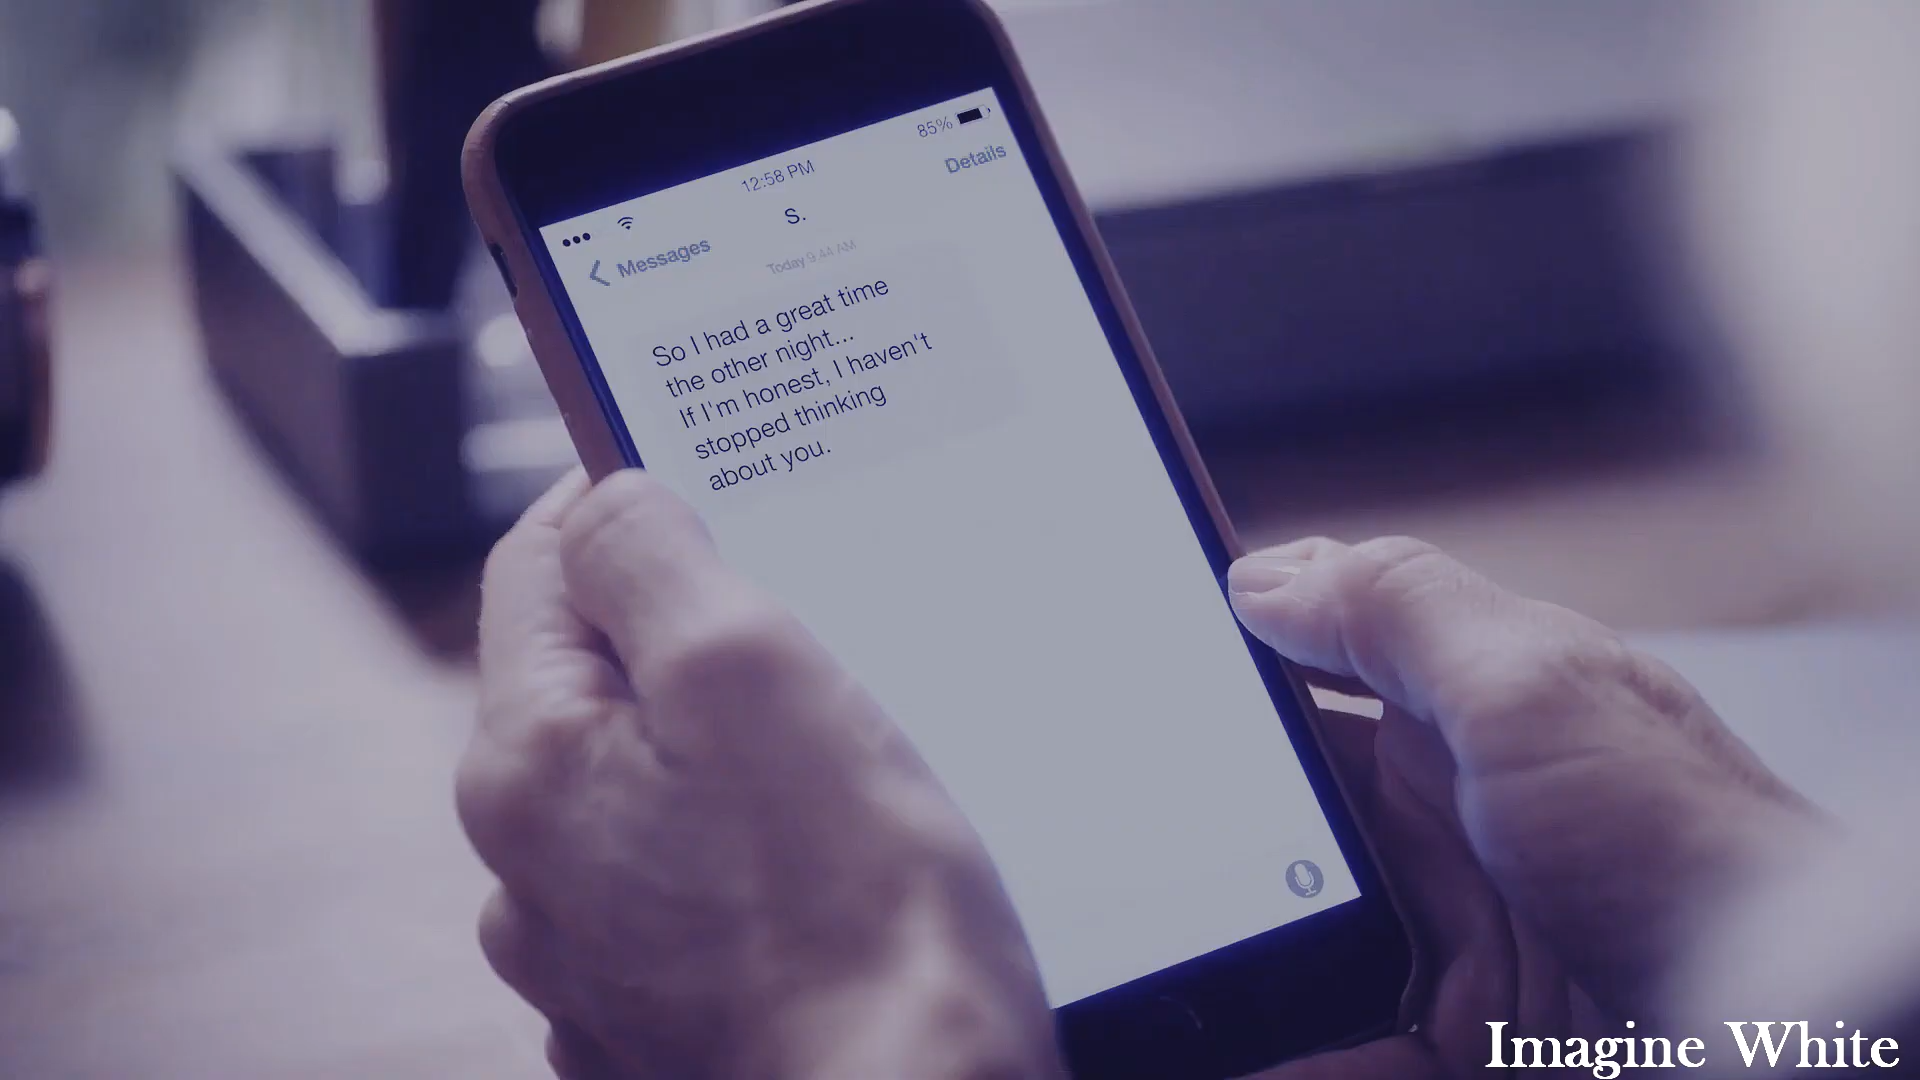 85%
12:58 PM
Details
S.
Messages
Today 9:44 AM
So I had a great time
the other night...
If I'm honest, I haven't
stopped thinking
about you.
Imagine White